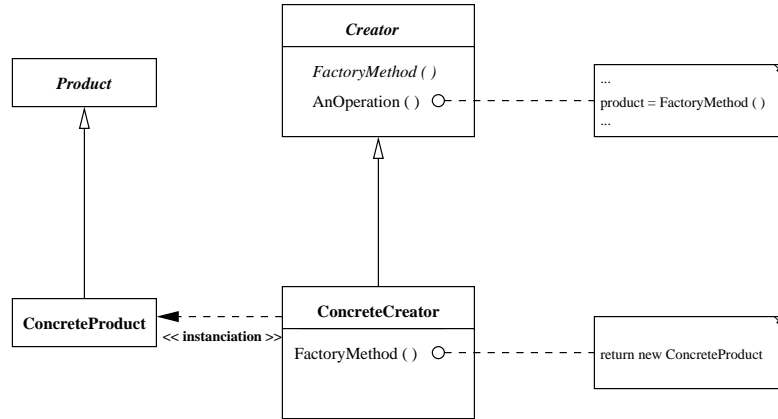 Creator
Product
FactoryMethod ( )
AnOperation ( )
...
product = FactoryMethod ( )
...
ConcreteProduct
<< instanciation >>
ConcreteCreator
FactoryMethod ( )
return new ConcreteProduct